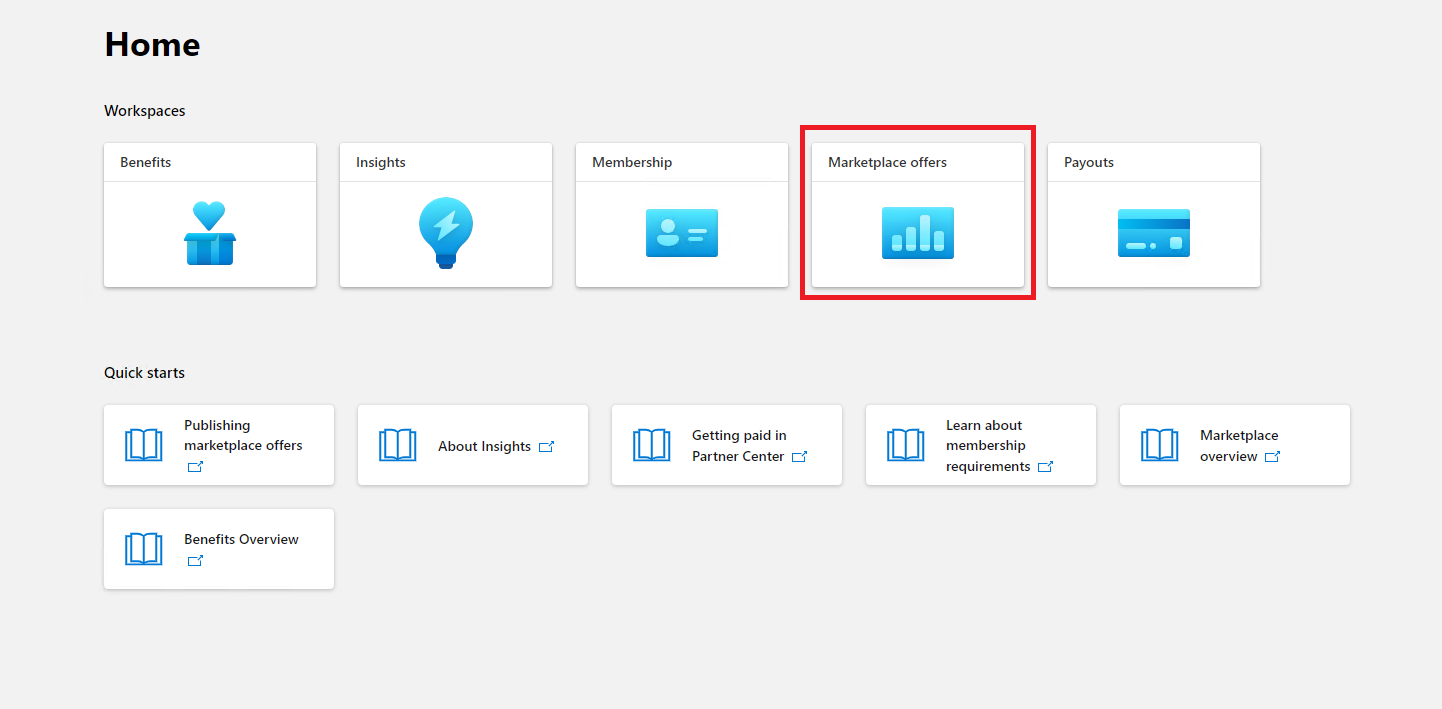 Home
Workspaces
Benefits
Insights
Membership
Marketplace offers
Payouts
Quick starts
Publishing
marketplace offers
About Insights
Getting paid in
Partner Center
Learn about
membership
requirements
Marketplace
overview
Benefits Overview